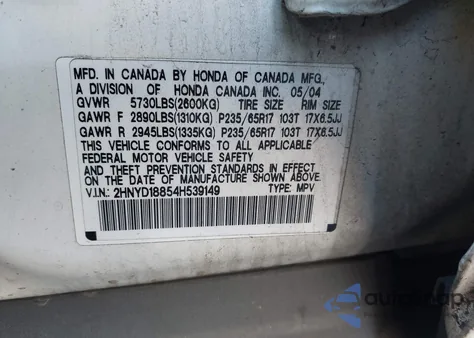 MFD. IN CANADA BY HONDA OF CANADA MFG.,
A DIVISION OF HONDA CANADA INC. 05/04
GVWR 5730LBS(2600KG) TIRE SIZE RIM SIZE
GAWR F 2890LBS(1310KG) P235/65R17 103T 17X6.5JJ
GAWR R 2945LBS(1335KG) P235/65R17 103T 17X6.5JJ
THIS VEHICLE CONFORMS TO ALL APPLICABLE
FEDERAL MOTOR VEHICLE SAFETY
AND THEFT PREVENTION STANDARDS IN EFFECT
ON THE DATE OF MANUFACTURE SHOWN ABOVE.
V.I.N.: 2HNYD18854H539149 TYPE: MPV